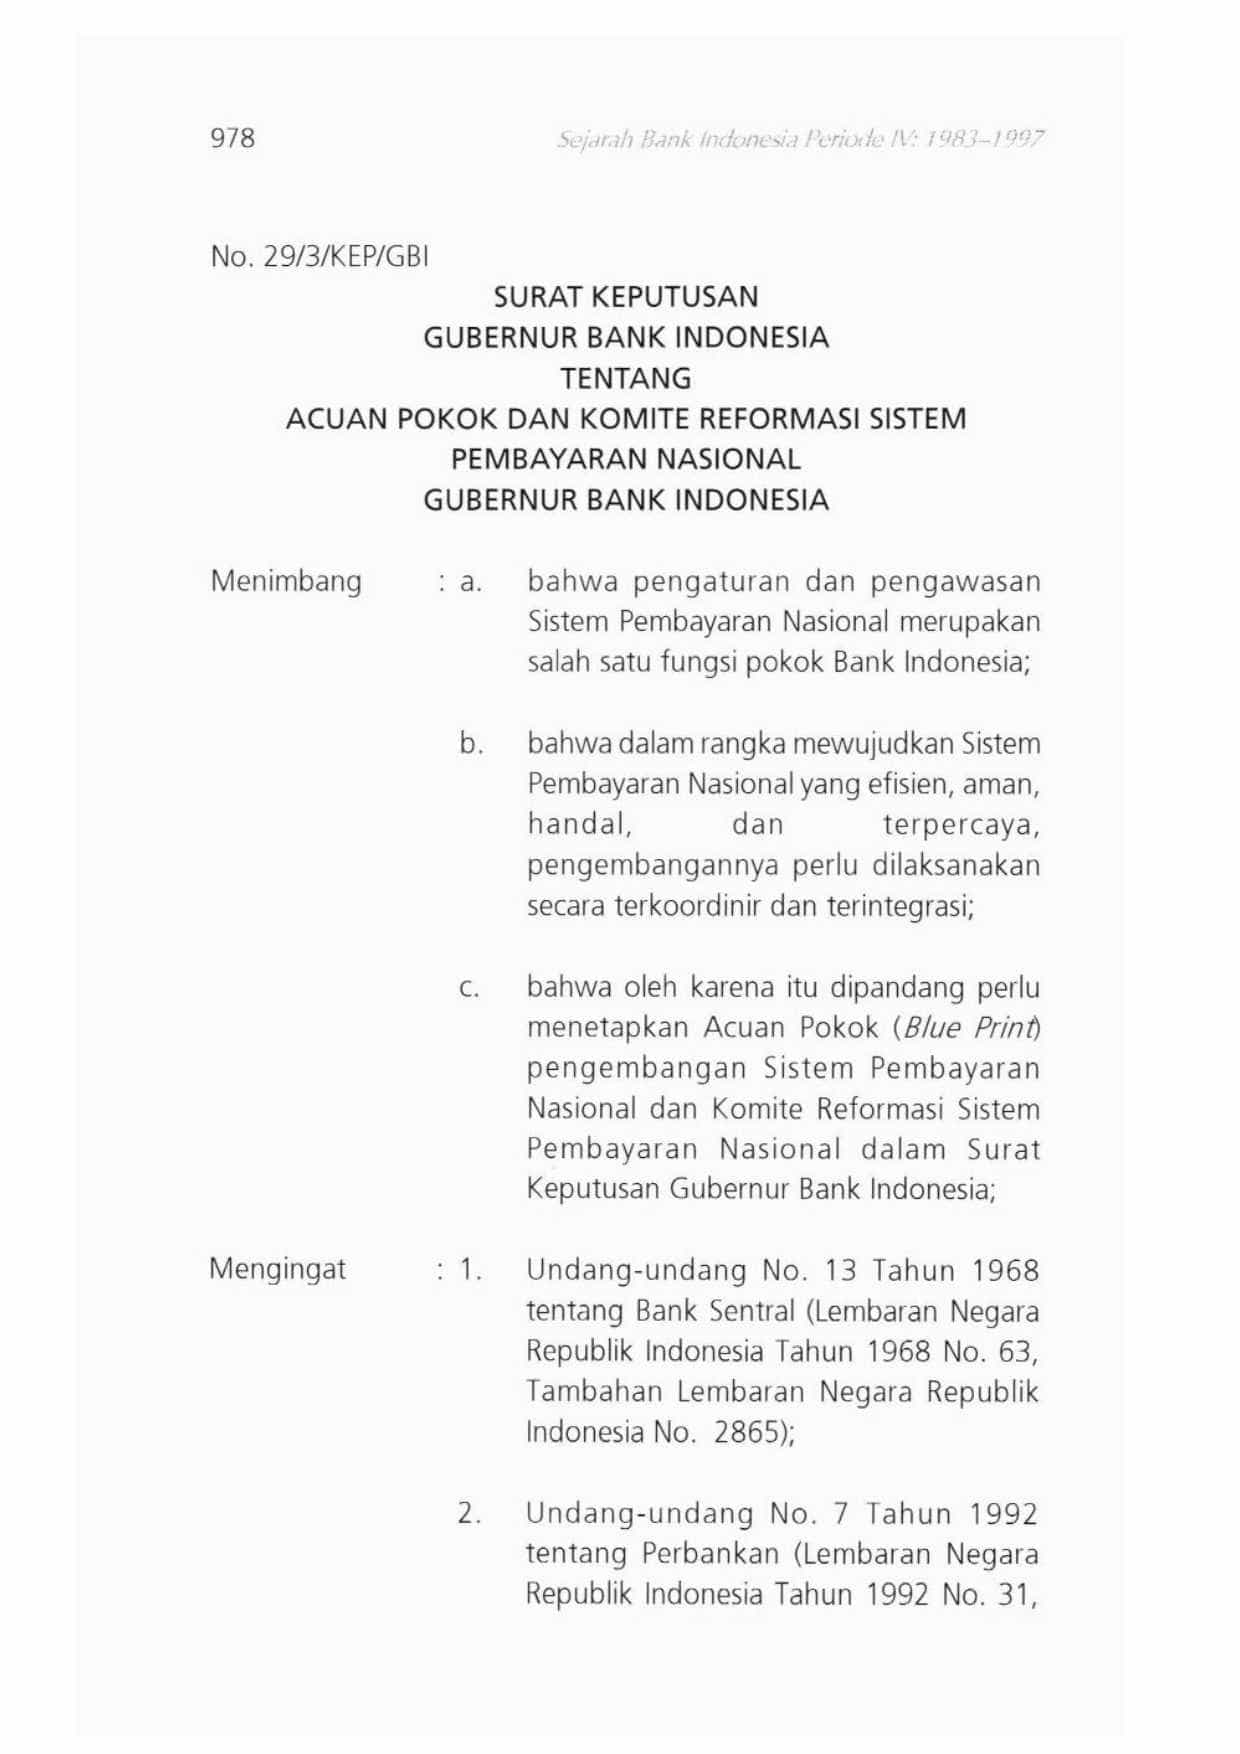 978
Sejarah Bank Indonesia Periode IV: 1983–1997
No. 29/3/KEP/GBI
SURAT KEPUTUSAN
GUBERNUR BANK INDONESIA
TENTANG
ACUAN POKOK DAN KOMITE REFORMASI SISTEM
PEMBAYARAN NASIONAL
GUBERNUR BANK INDONESIA
Menimbang : a. bahwa pengaturan dan pengawasan
Sistem Pembayaran Nasional merupakan
salah satu fungsi pokok Bank Indonesia;
b. bahwa dalam rangka mewujudkan Sistem
Pembayaran Nasional yang efisien, aman,
handal, dan terpercaya,
pengembangannya perlu dilaksanakan
secara terkoordinir dan terintegrasi;
c. bahwa oleh karena itu dipandang perlu
menetapkan Acuan Pokok (Blue Print)
pengembangan Sistem Pembayaran
Nasional dan Komite Reformasi Sistem
Pembayaran Nasional dalam Surat
Keputusan Gubernur Bank Indonesia;
Mengingat : 1. Undang-undang No. 13 Tahun 1968
tentang Bank Sentral (Lembaran Negara
Republik Indonesia Tahun 1968 No. 63,
Tambahan Lembaran Negara Republik
Indonesia No. 2865);
2. Undang-undang No. 7 Tahun 1992
tentang Perbankan (Lembaran Negara
Republik Indonesia Tahun 1992 No. 31,